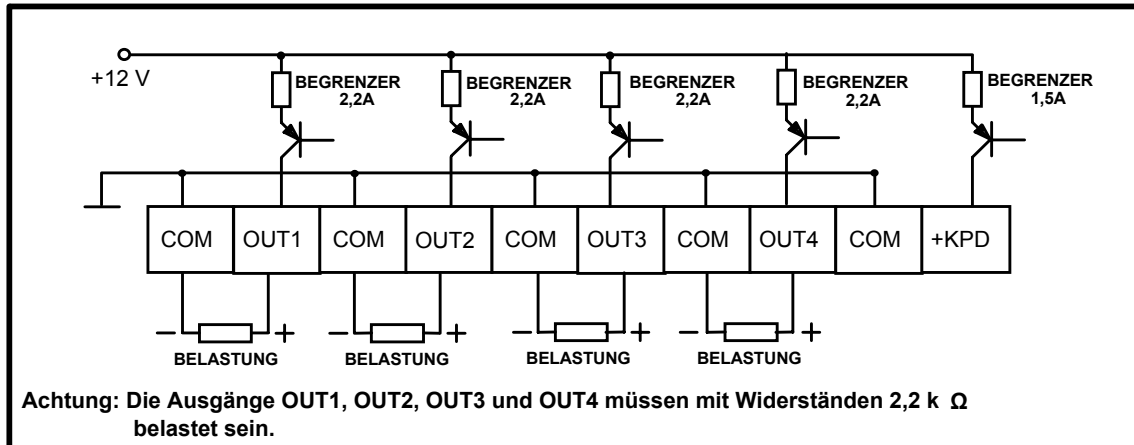 +12 V
BEGRENZER
2,2A
BEGRENZER
2,2A
BEGRENZER
2,2A
BEGRENZER
2,2A
BEGRENZER
1,5A
COM OUT1 COM OUT2 COM OUT3 COM OUT4 COM +KPD
− + − + − + − +
BELASTUNG BELASTUNG BELASTUNG BELASTUNG
Achtung: Die Ausgänge OUT1, OUT2, OUT3 und OUT4 müssen mit Widerständen 2,2 k Ω
belastet sein.